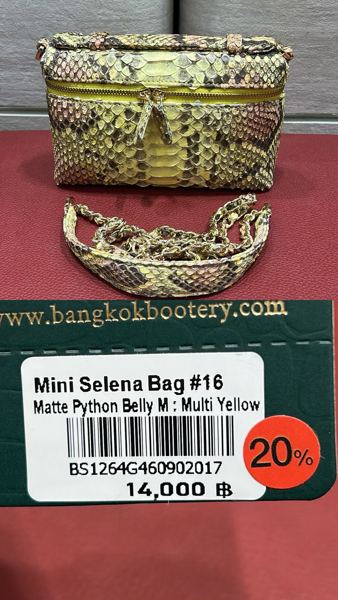 www.bangkokbootery.com
Mini Selena Bag #16
Matte Python Belly M : Multi Yellow
BS1264G460902017
14,000 ฿
20%